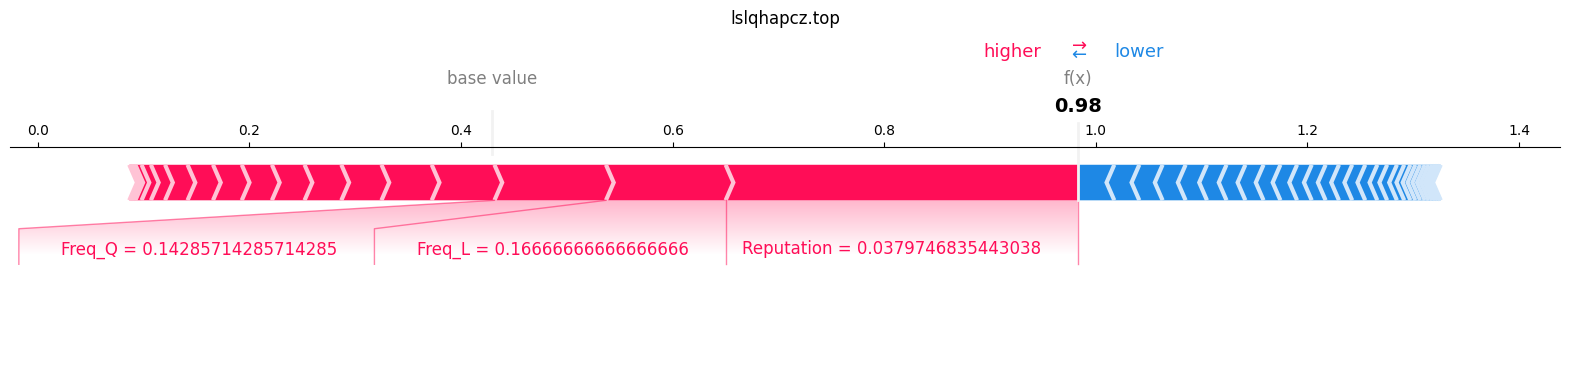 lslqhapcz.top
higher ⇄ lower
base value f(x)
0.98
0.0 0.2 0.4 0.6 0.8 1.0 1.2 1.4
Freq_Q = 0.14285714285714285 Freq_L = 0.16666666666666666 Reputation = 0.0379746835443038